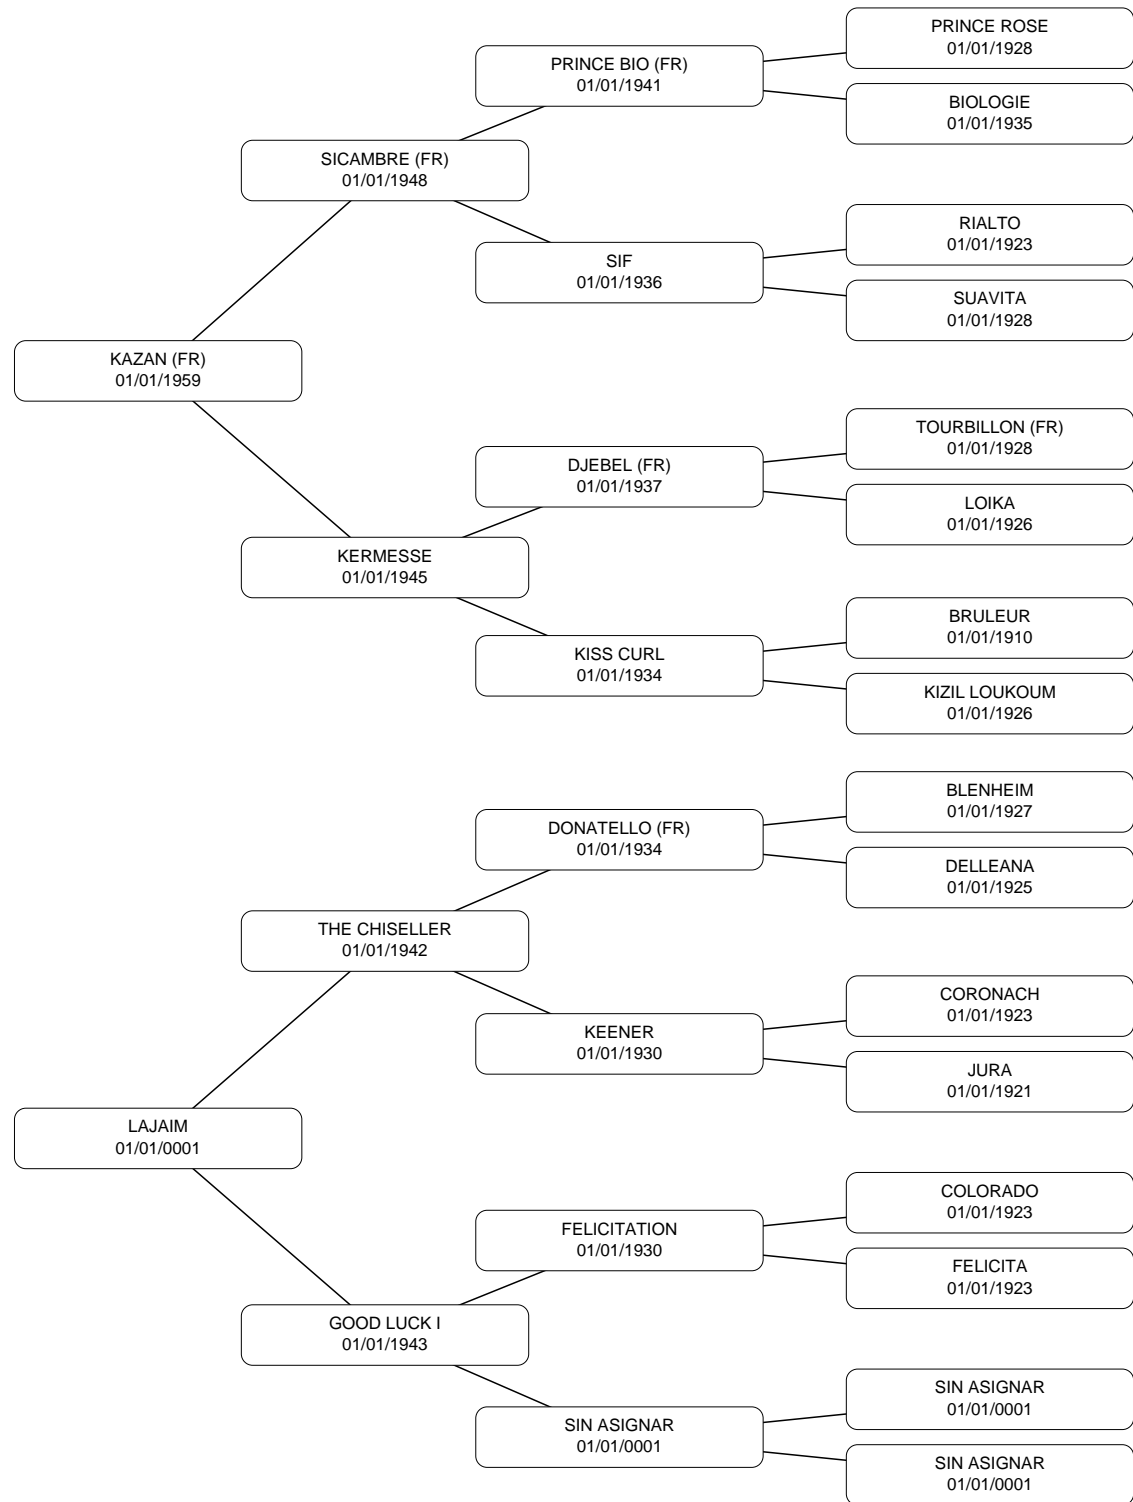 PRINCE ROSE
01/01/1928
PRINCE BIO (FR)
01/01/1941
BIOLOGIE
01/01/1935
SICAMBRE (FR)
01/01/1948
RIALTO
01/01/1923
SIF
01/01/1936
SUAVITA
01/01/1928
KAZAN (FR)
01/01/1959
TOURBILLON (FR)
01/01/1928
DJEBEL (FR)
01/01/1937
LOIKA
01/01/1926
KERMESSE
01/01/1945
BRULEUR
01/01/1910
KISS CURL
01/01/1934
KIZIL LOUKOUM
01/01/1926
BLENHEIM
01/01/1927
DONATELLO (FR)
01/01/1934
DELLEANA
01/01/1925
THE CHISELLER
01/01/1942
CORONACH
01/01/1923
KEENER
01/01/1930
JURA
01/01/1921
LAJAIM
01/01/0001
COLORADO
01/01/1923
FELICITATION
01/01/1930
FELICITA
01/01/1923
GOOD LUCK I
01/01/1943
SIN ASIGNAR
01/01/0001
SIN ASIGNAR
01/01/0001
SIN ASIGNAR
01/01/0001